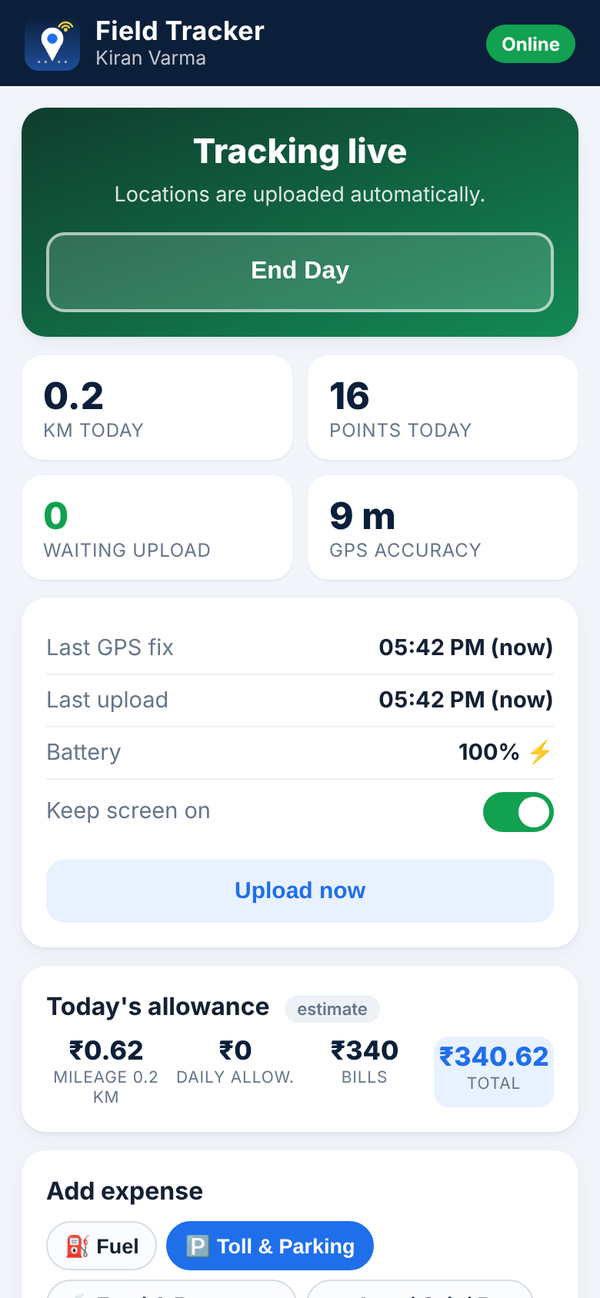 Field Tracker
Kiran Varma
Online
Tracking live
Locations are uploaded automatically.
End Day
0.2
KM TODAY
16
POINTS TODAY
0
WAITING UPLOAD
9 m
GPS ACCURACY
Last GPS fix
05:42 PM (now)
Last upload
05:42 PM (now)
Battery
100% ⚡
Keep screen on
Upload now
Today's allowance
estimate
₹0.62
MILEAGE 0.2
KM
₹0
DAILY ALLOW.
₹340
BILLS
₹340.62
TOTAL
Add expense
⛽ Fuel
🅿️ Toll & Parking